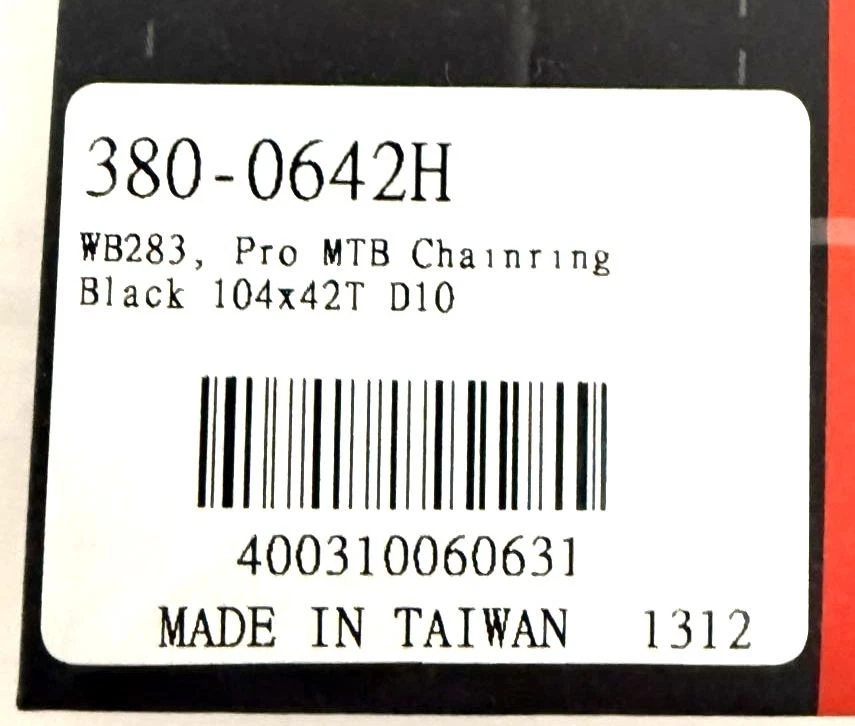 380-0642H
WB283, Pro MTB Chainring
Black 104x42T D10
400310060631
MADE IN TAIWAN 1312